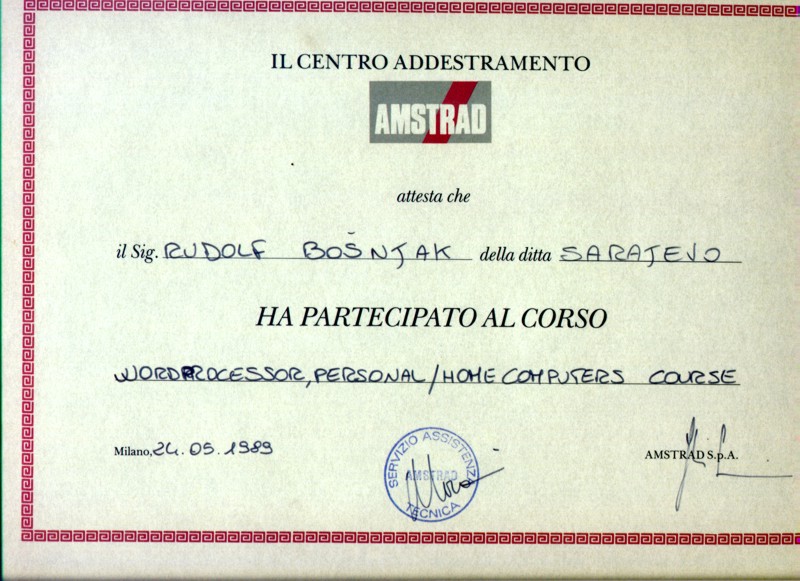 IL CENTRO ADDESTRAMENTO
AMSTRAD
attesta che
il Sig. RUDOLF BOŠNJAK della ditta SARAJEVO
HA PARTECIPATO AL CORSO
WORDPROCESSOR, PERSONAL/HOME COMPUTERS COURSE
Milano, 24.05.1989
SERVIZIO ASSISTENZA
AMSTRAD
TECNICA
AMSTRAD S.p.A.